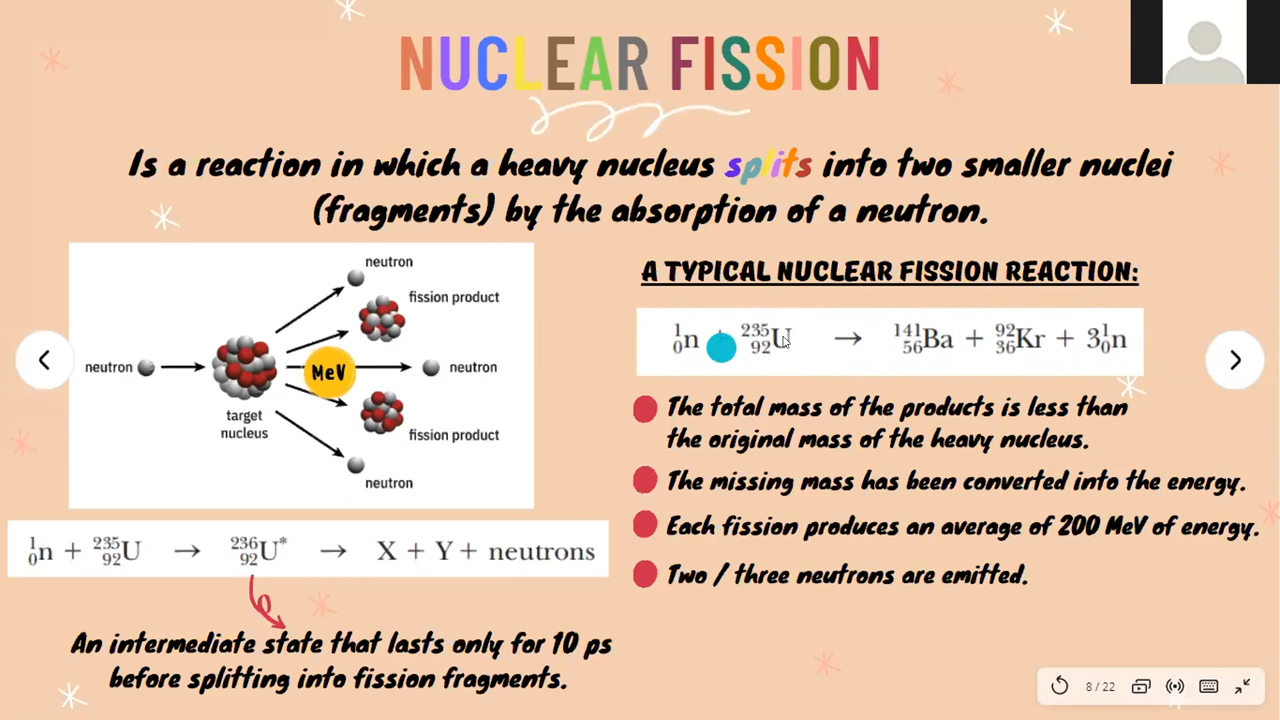 NUCLEAR FISSION
Is a reaction in which a heavy nucleus splits into two smaller nuclei
(fragments) by the absorption of a neutron.
neutron
fission product
neutron
MeV
neutron
target
nucleus
fission product
neutron
¹₀n + ²³⁵₉₂U → ²³⁶₉₂U* → X + Y + neutrons
An intermediate state that lasts only for 10 ps
before splitting into fission fragments.
A TYPICAL NUCLEAR FISSION REACTION:
¹₀n + ²³⁵₉₂U → ¹⁴¹₅₆Ba + ⁹²₃₆Kr + 3¹₀n
The total mass of the products is less than
the original mass of the heavy nucleus.
The missing mass has been converted into the energy.
Each fission produces an average of 200 MeV of energy.
Two / three neutrons are emitted.
8 / 22